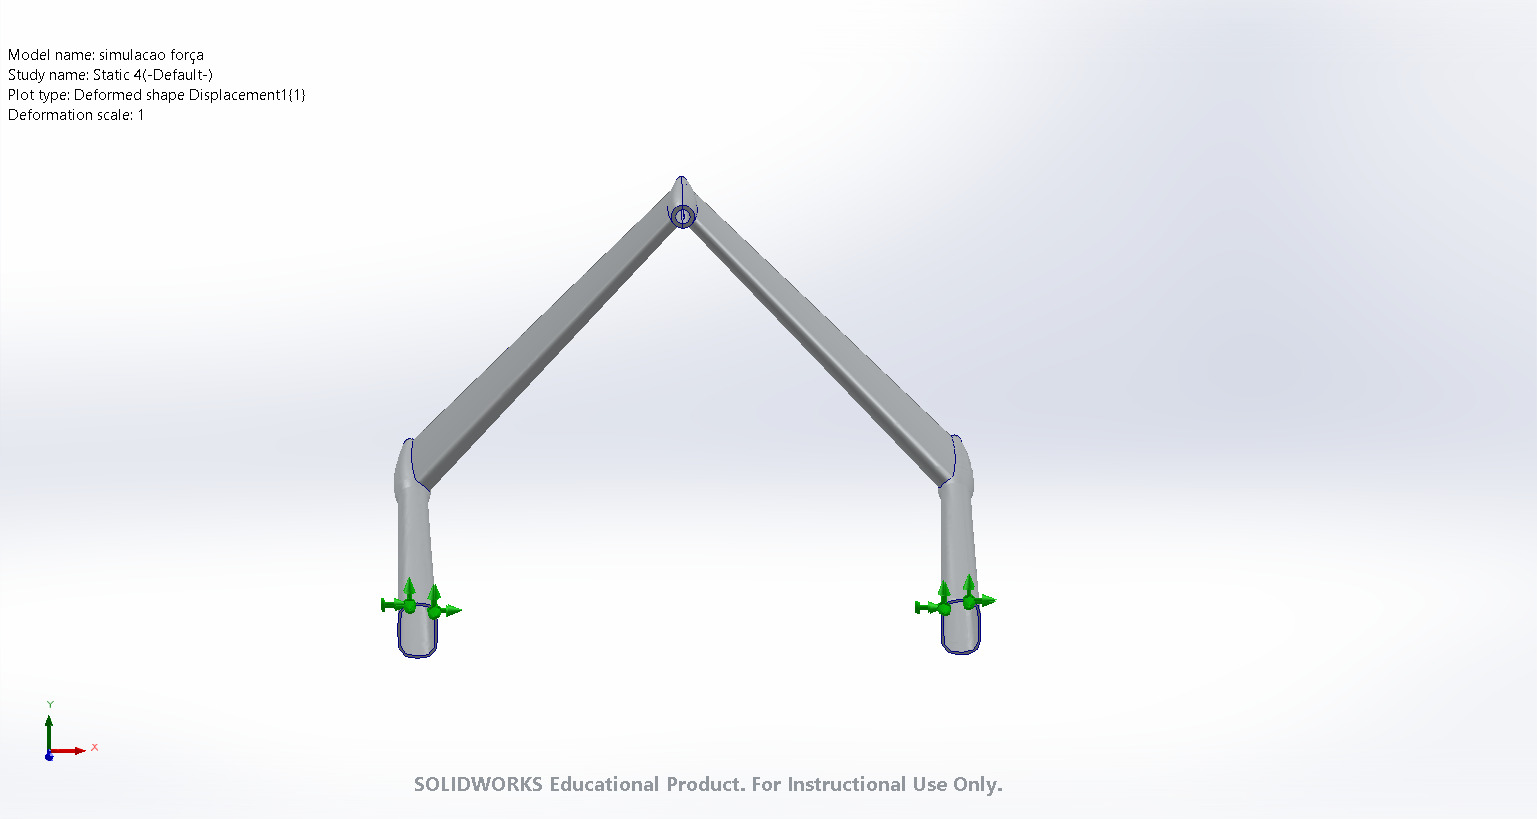 Model name: simulacao força
Study name: Static 4(-Default-)
Plot type: Deformed shape Displacement1{1}
Deformation scale: 1
Y
X
SOLIDWORKS Educational Product. For Instructional Use Only.